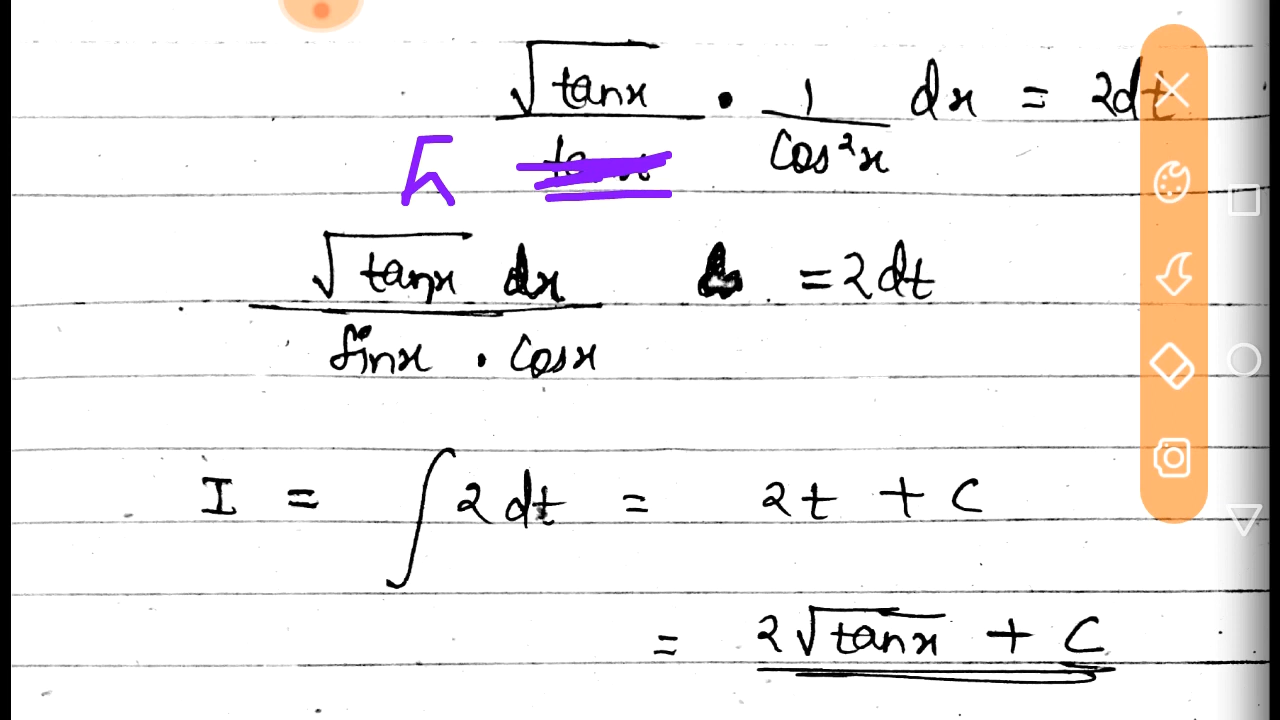 √tanx / tanx · 1/cos²x dx = 2dt
√tanx dx / sinx · cosx = 2dt
I = ∫ 2 dt = 2t + C
= 2√tanx + C